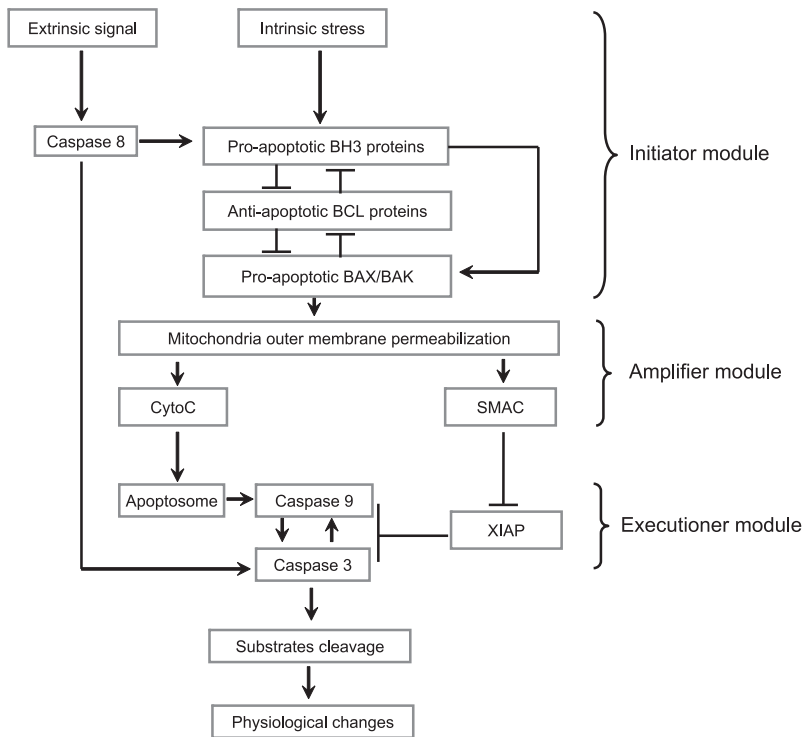 Extrinsic signal
Intrinsic stress
Caspase 8
Pro-apoptotic BH3 proteins
Initiator module
Anti-apoptotic BCL proteins
Pro-apoptotic BAX/BAK
Mitochondria outer membrane permeabilization
Amplifier module
CytoC
SMAC
Apoptosome
Caspase 9
XIAP
Executioner module
Caspase 3
Substrates cleavage
Physiological changes